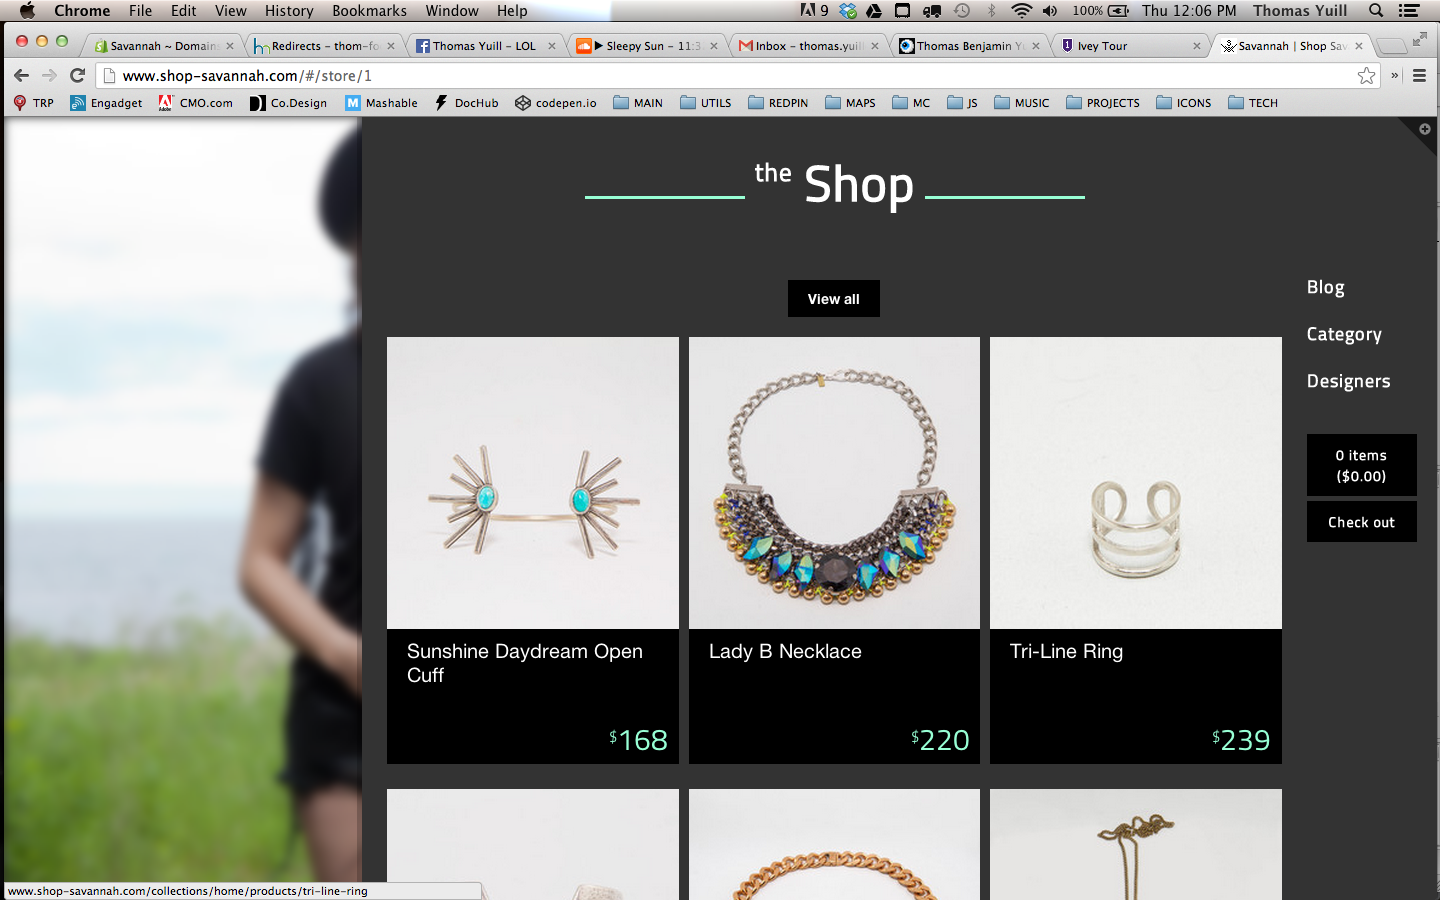 Chrome File Edit View History Bookmarks Window Help 9 100% Thu 12:06 PM Thomas Yuill
Savannah ~ Domain Redirects – thom-fo Thomas Yuill – LOL Sleepy Sun – 11:3 Inbox – thomas.yuil Thomas Benjamin Y Ivey Tour Savannah | Shop Sav
www.shop-savannah.com/#/store/1
TRP Engadget CMO.com Co.Design Mashable DocHub codepen.io MAIN UTILS REDPIN MAPS MC JS MUSIC PROJECTS ICONS TECH
the Shop
View all
Blog
Category
Designers
0 items
($0.00)
Check out
Sunshine Daydream Open
Cuff
$168
Lady B Necklace
$220
Tri-Line Ring
$239
www.shop-savannah.com/collections/home/products/tri-line-ring